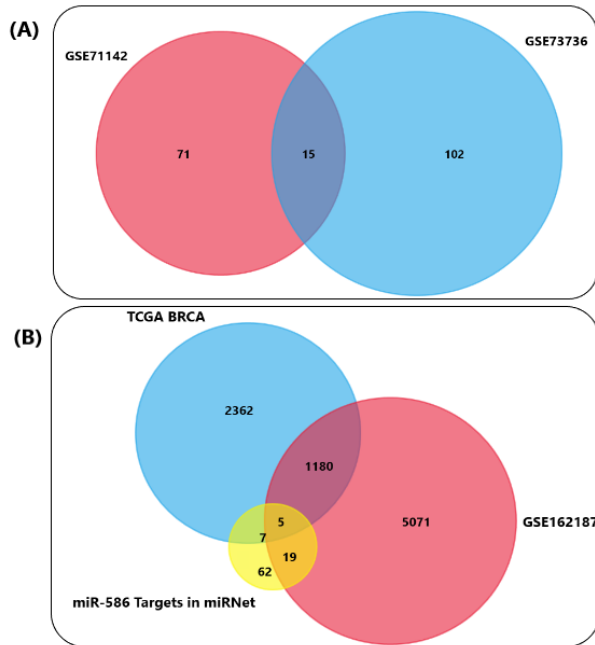 (A)
GSE71142
GSE73736
71
15
102
(B)
TCGA BRCA
2362
1180
5071
GSE162187
5
7
19
62
miR-586 Targets in miRNet